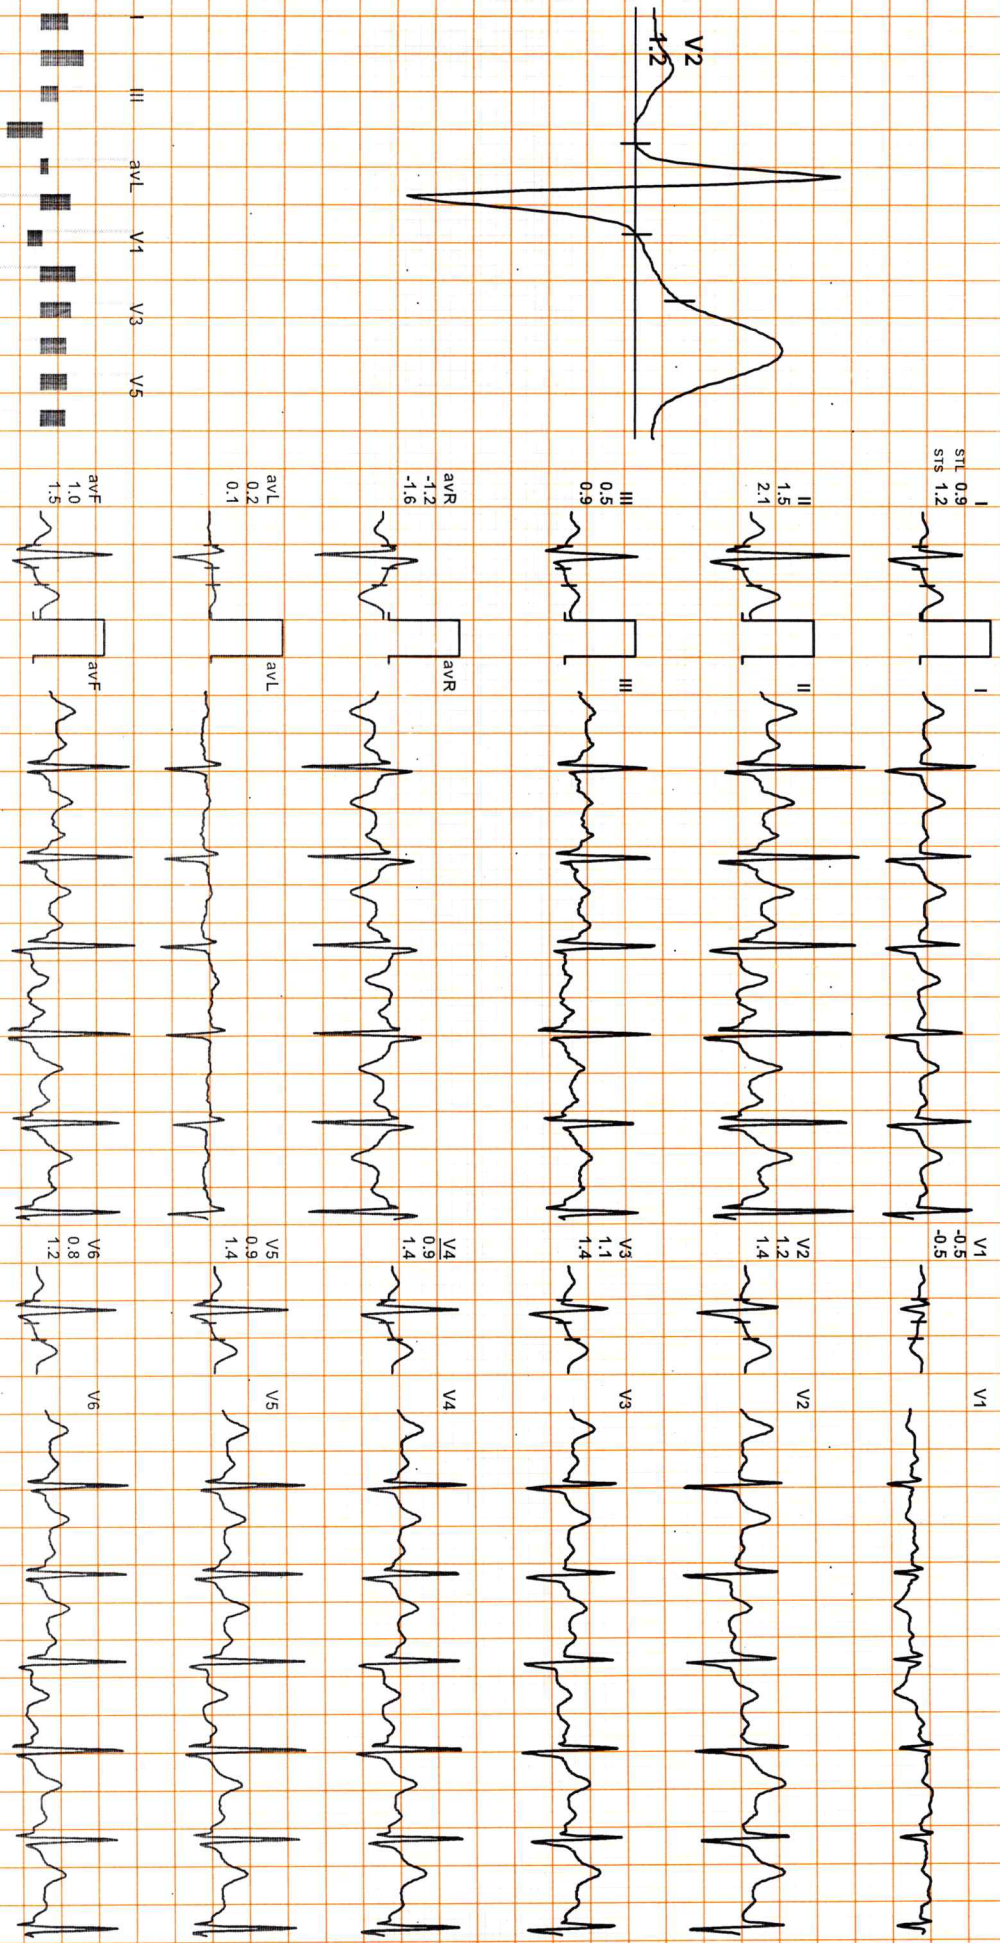 I I V1 V1
STL 0.9 -0.5
STS 1.2 -0.5
II II V2 V2
1.5 1.2
2.1 1.4
V2
1.2
III III V3 V3
0.5 1.1
0.9 1.4
avR avR V4 V4
-1.2 0.9
-1.6 1.4
avL avL V5 V5
0.2 0.9
0.1 1.4
I III avL V1 V3 V5
avF avF V6 V6
1.0 0.8
1.5 1.2